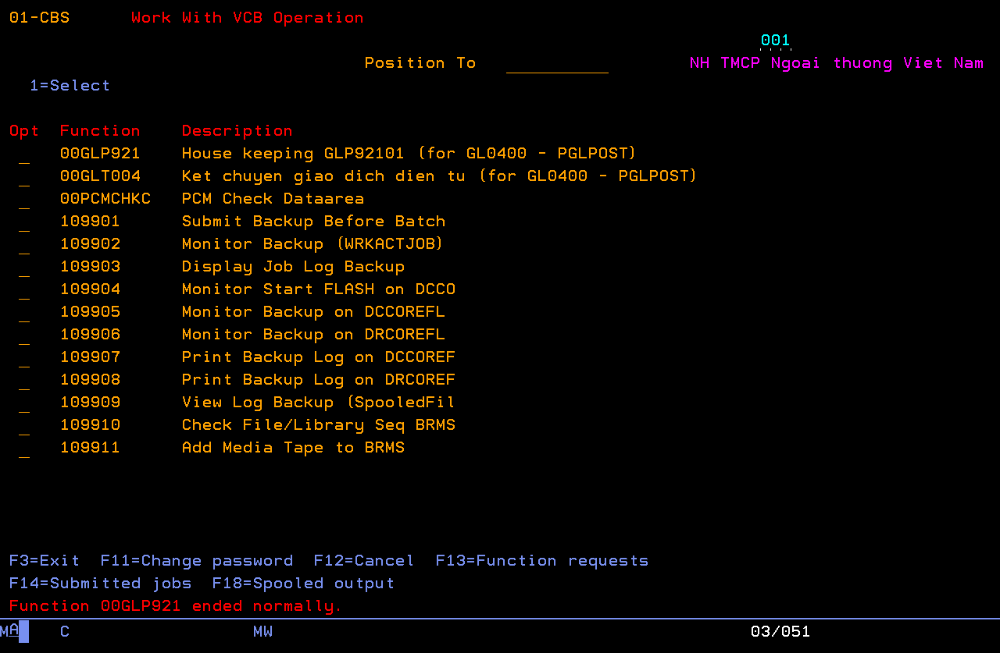 01-CBS Work With VCB Operation
001
Position To NH TMCP Ngoai thuong Viet Nam
1=Select
Opt Function Description
_ 00GLP921 House keeping GLP92101 (for GL0400 - PGLPOST)
_ 00GLT004 Ket chuyen giao dich dien tu (for GL0400 - PGLPOST)
_ 00PCMCHKC PCM Check Dataarea
_ 109901 Submit Backup Before Batch
_ 109902 Monitor Backup (WRKACTJOB)
_ 109903 Display Job Log Backup
_ 109904 Monitor Start FLASH on DCCO
_ 109905 Monitor Backup on DCCOREFL
_ 109906 Monitor Backup on DRCOREFL
_ 109907 Print Backup Log on DCCOREF
_ 109908 Print Backup Log on DRCOREF
_ 109909 View Log Backup (SpooledFil
_ 109910 Check File/Library Seq BRMS
_ 109911 Add Media Tape to BRMS
F3=Exit F11=Change password F12=Cancel F13=Function requests
F14=Submitted jobs F18=Spooled output
Function 00GLP921 ended normally.
MA C MW 03/051